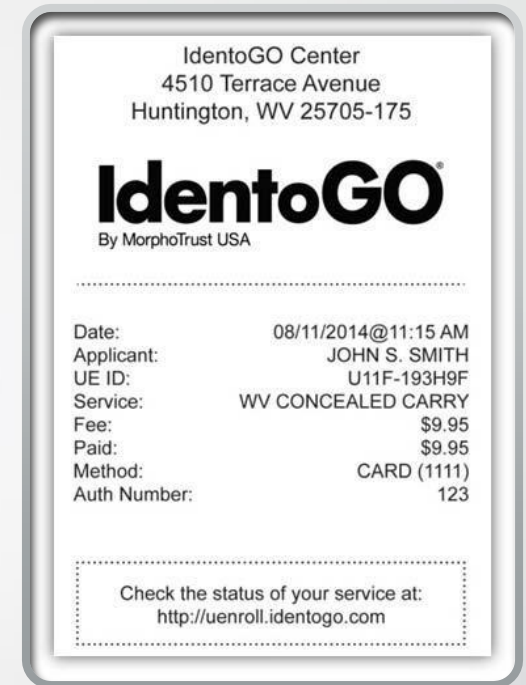 IdentoGO Center
4510 Terrace Avenue
Huntington, WV 25705-175
IdentoGO®
By MorphoTrust USA
Date: 08/11/2014@11:15 AM
Applicant: JOHN S. SMITH
UE ID: U11F-193H9F
Service: WV CONCEALED CARRY
Fee: $9.95
Paid: $9.95
Method: CARD (1111)
Auth Number: 123
Check the status of your service at:
http://uenroll.identogo.com